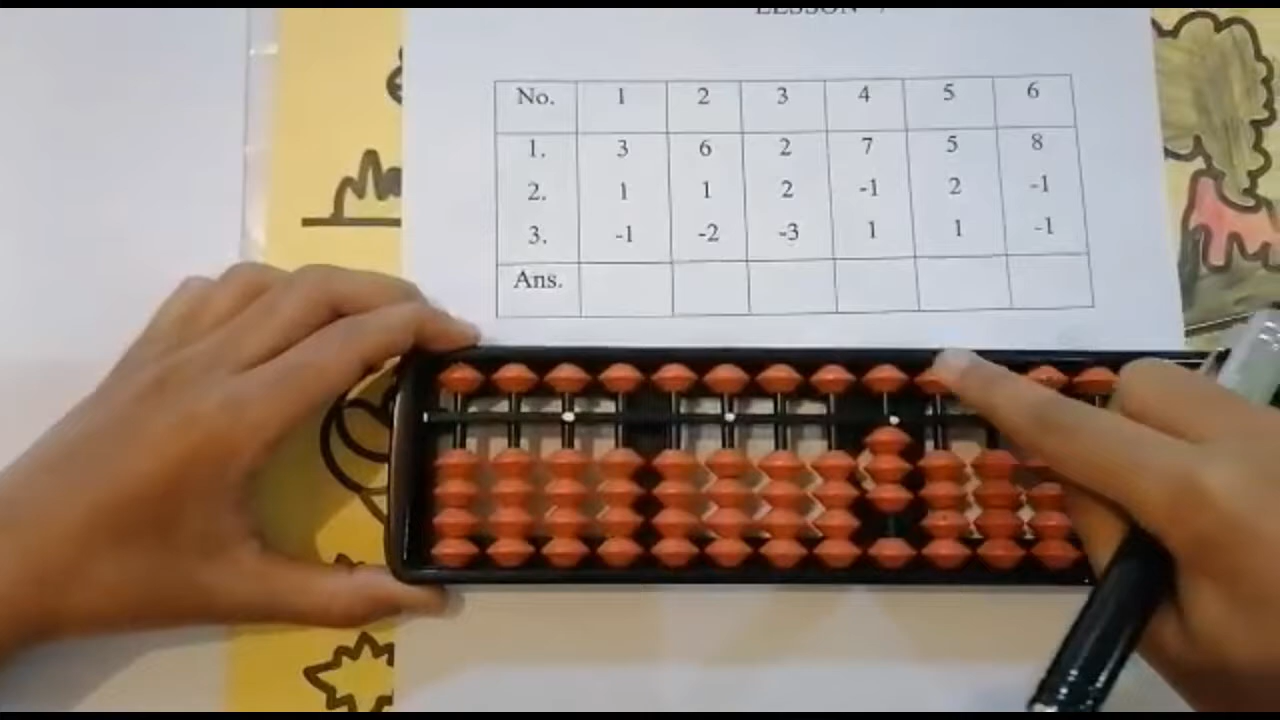 LESSON
No. 1 2 3 4 5 6
1. 3 6 2 7 5 8
2. 1 1 2 -1 2 -1
3. -1 -2 -3 1 1 -1
Ans.